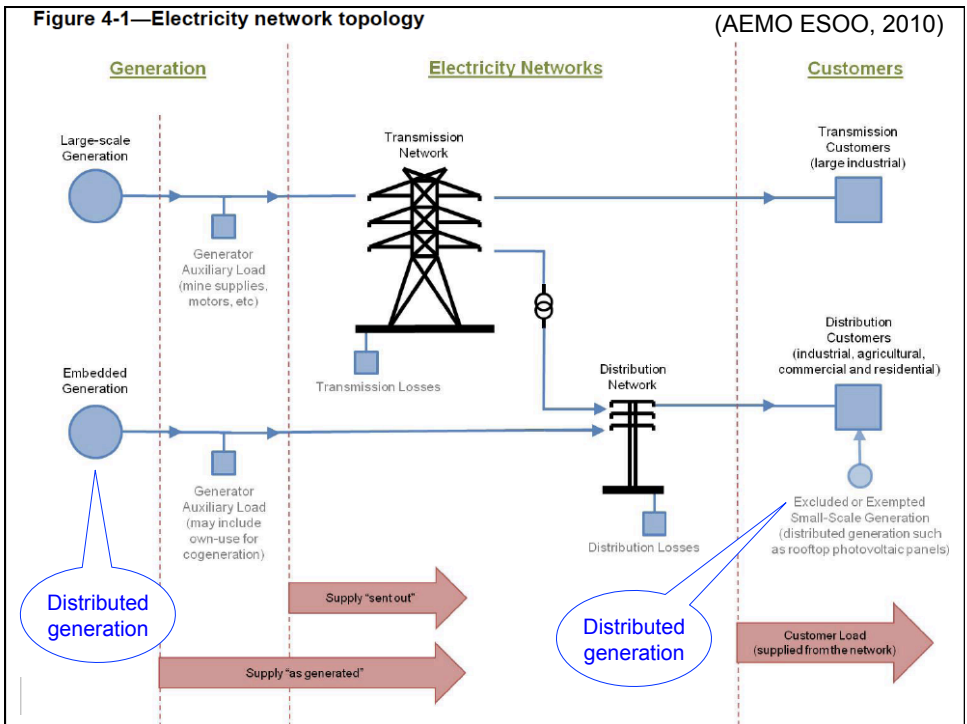 Figure 4-1—Electricity network topology
(AEMO ESOO, 2010)
Generation
Electricity Networks
Customers
Large-scale
Generation
Transmission
Network
Transmission
Customers
(large industrial)
Generator
Auxiliary Load
(mine supplies,
motors, etc)
Transmission Losses
Embedded
Generation
Distribution
Network
Distribution
Customers
(industrial, agricultural,
commercial and residential)
Generator
Auxiliary Load
(may include
own-use for
cogeneration)
Distribution Losses
Excluded or Exempted
Small-Scale Generation
(distributed generation such
as rooftop photovoltaic panels)
Distributed
generation
Distributed
generation
Supply "sent out"
Supply "as generated"
Customer Load
(supplied from the network)